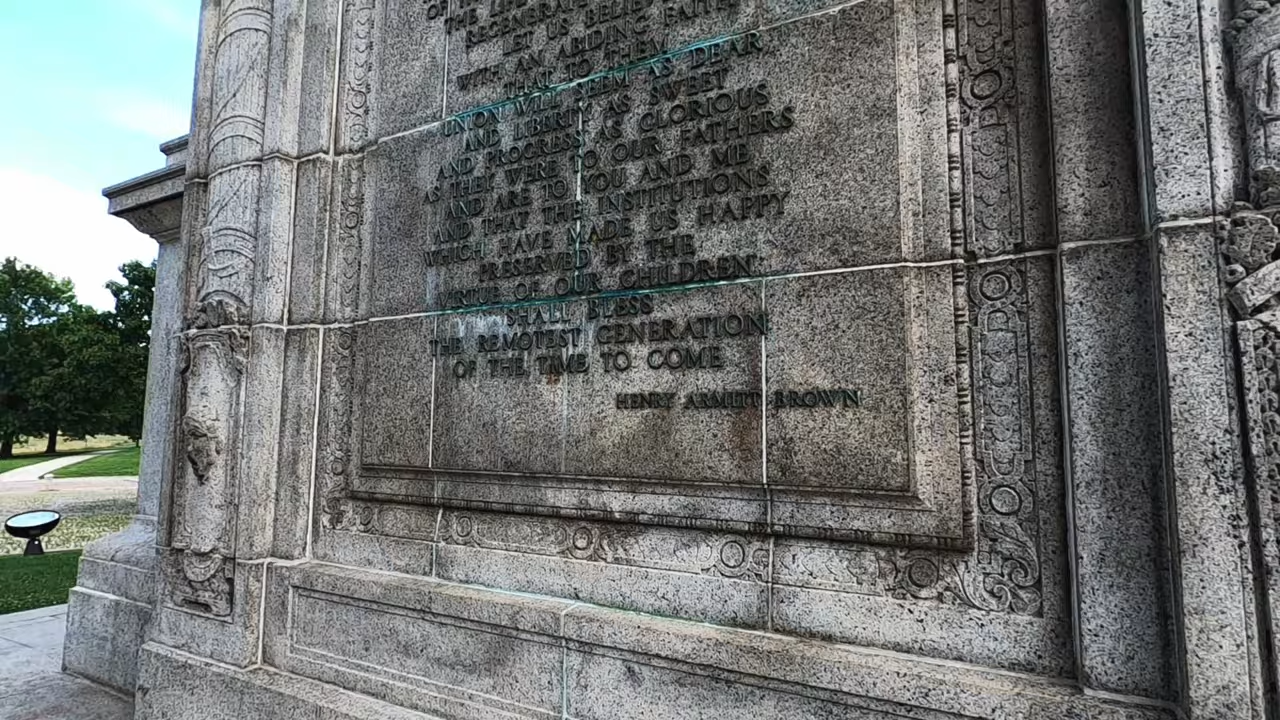 THE
REGENERATE
LET US BELIEVE
WITH AN ABIDING FAITH
THAT TO THEM
UNION WILL SEEM AS DEAR
AND LIBERTY AS SWEET
AND PROGRESS AS GLORIOUS
AS THEY WERE TO OUR FATHERS
AND ARE TO YOU AND ME
AND THAT THE INSTITUTIONS
WHICH HAVE MADE US HAPPY
PRESERVED BY THE
VIRTUE OF OUR CHILDREN
SHALL BLESS
THE REMOTEST GENERATION
OF THE TIME TO COME
HENRY ARMITT BROWN